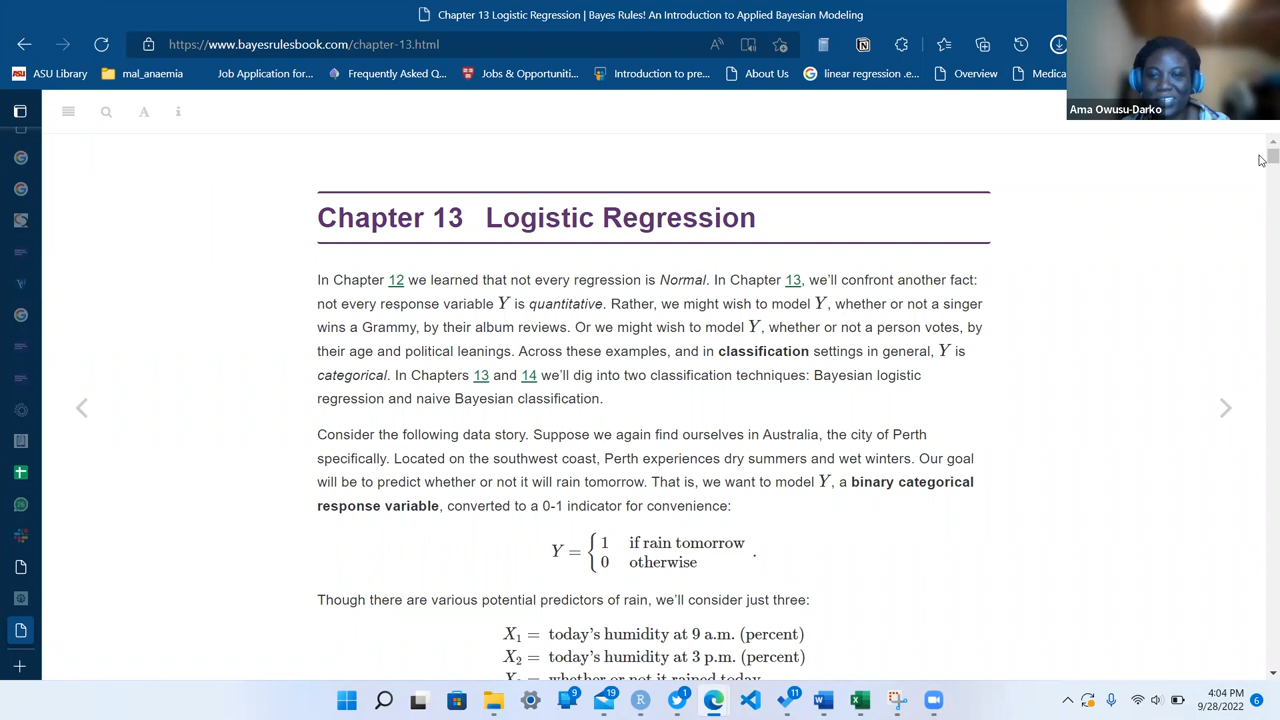 Chapter 13 Logistic Regression | Bayes Rules! An Introduction to Applied Bayesian Modeling
https://www.bayesrulesbook.com/chapter-13.html
ASU Library
mal_anaemia
Job Application for...
Frequently Asked Q...
Jobs & Opportuniti...
Introduction to pre...
About Us
linear regression .e...
Overview
Medica
Ama Owusu-Darko
Chapter 13 Logistic Regression
In Chapter 12 we learned that not every regression is Normal. In Chapter 13, we'll confront another fact:
not every response variable Y is quantitative. Rather, we might wish to model Y, whether or not a singer
wins a Grammy, by their album reviews. Or we might wish to model Y, whether or not a person votes, by
their age and political leanings. Across these examples, and in classification settings in general, Y is
categorical. In Chapters 13 and 14 we'll dig into two classification techniques: Bayesian logistic
regression and naive Bayesian classification.
Consider the following data story. Suppose we again find ourselves in Australia, the city of Perth
specifically. Located on the southwest coast, Perth experiences dry summers and wet winters. Our goal
will be to predict whether or not it will rain tomorrow. That is, we want to model Y, a binary categorical
response variable, converted to a 0-1 indicator for convenience:
Y = { 1 if rain tomorrow
0 otherwise .
Though there are various potential predictors of rain, we'll consider just three:
X₁ = today's humidity at 9 a.m. (percent)
X₂ = today's humidity at 3 p.m. (percent)
whether or not it rained today
9
19
1
11
4:04 PM
9/28/2022
6